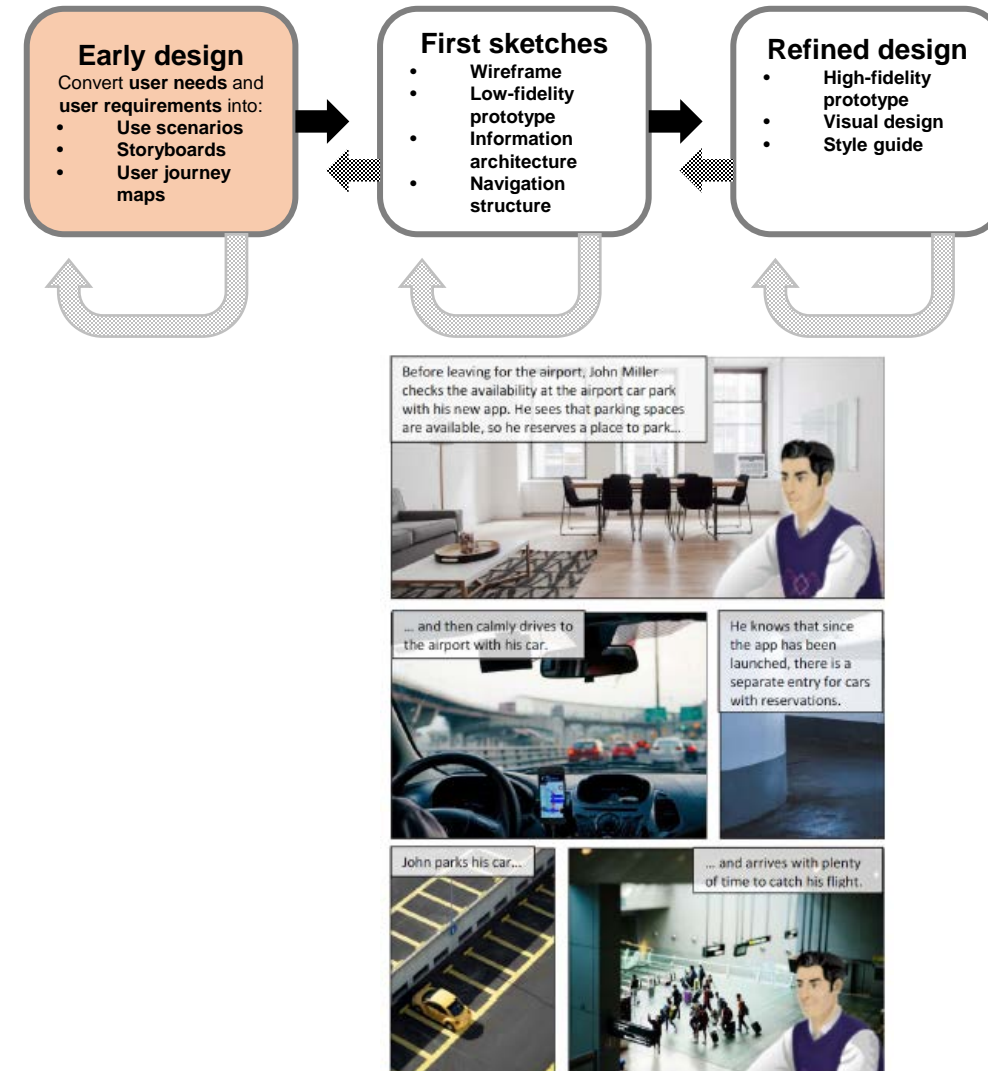 Early design
Convert user needs and
user requirements into:
• Use scenarios
• Storyboards
• User journey
maps
First sketches
• Wireframe
• Low-fidelity
prototype
• Information
architecture
• Navigation
structure
Refined design
• High-fidelity
prototype
• Visual design
• Style guide
Before leaving for the airport, John Miller
checks the availability at the airport car park
with his new app. He sees that parking spaces
are available, so he reserves a place to park...
... and then calmly drives to
the airport with his car.
He knows that since
the app has been
launched, there is a
separate entry for cars
with reservations.
John parks his car...
... and arrives with plenty
of time to catch his flight.